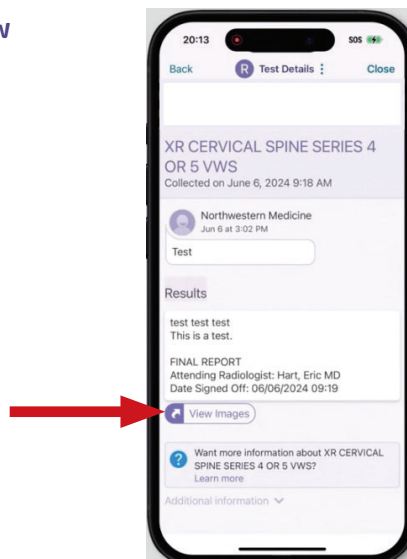 w
20:13
SOS
Back
R Test Details
Close
XR CERVICAL SPINE SERIES 4
OR 5 VWS
Collected on June 6, 2024 9:18 AM
Northwestern Medicine
Jun 6 at 3:02 PM
Test
Results
test test test
This is a test.
FINAL REPORT
Attending Radiologist: Hart, Eric MD
Date Signed Off: 06/06/2024 09:19
View Images
Want more information about XR CERVICAL
SPINE SERIES 4 OR 5 VWS?
Learn more
Additional information